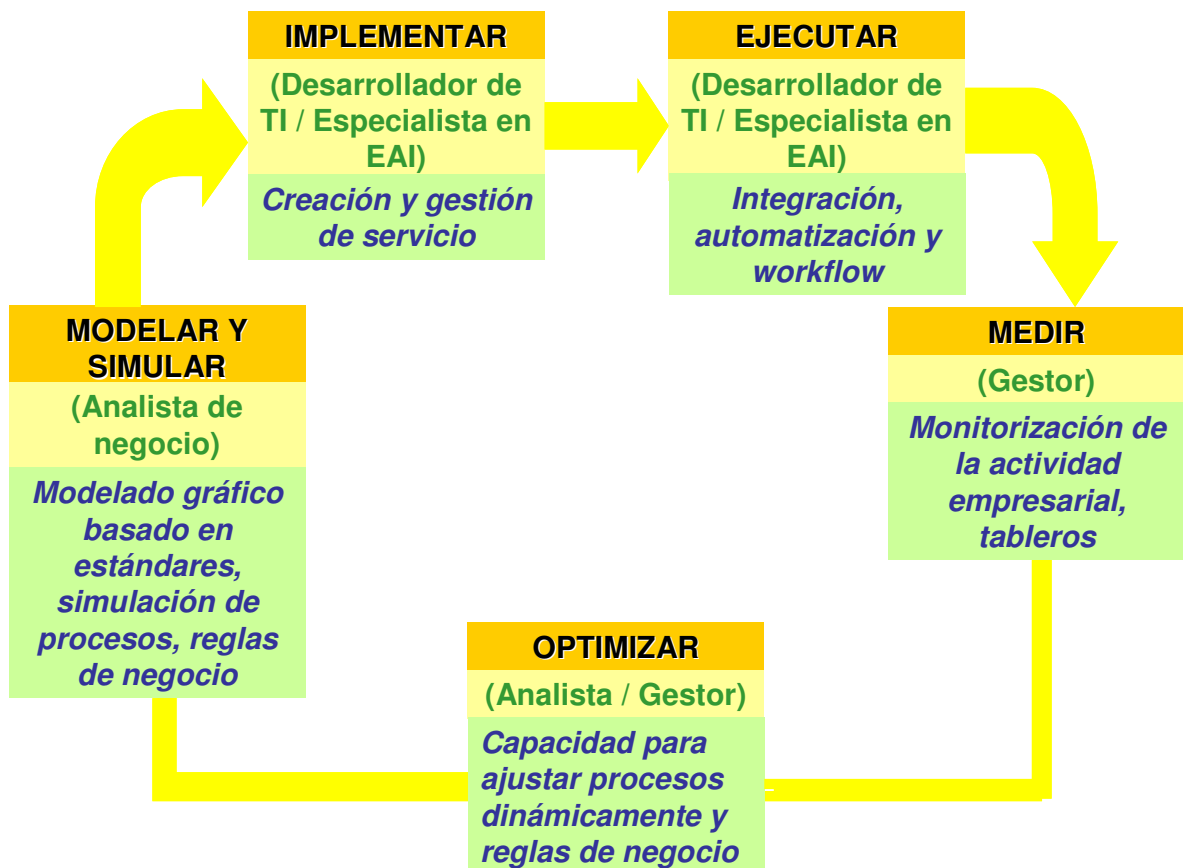 IMPLEMENTAR
(Desarrollador de
TI / Especialista en
EAI)
Creación y gestión
de servicio
EJECUTAR
(Desarrollador de
TI / Especialista en
EAI)
Integración,
automatización y
workflow
MODELAR Y
SIMULAR
(Analista de
negocio)
Modelado gráfico
basado en
estándares,
simulación de
procesos, reglas
de negocio
MEDIR
(Gestor)
Monitorización de
la actividad
empresarial,
tableros
OPTIMIZAR
(Analista / Gestor)
Capacidad para
ajustar procesos
dinámicamente y
reglas de negocio